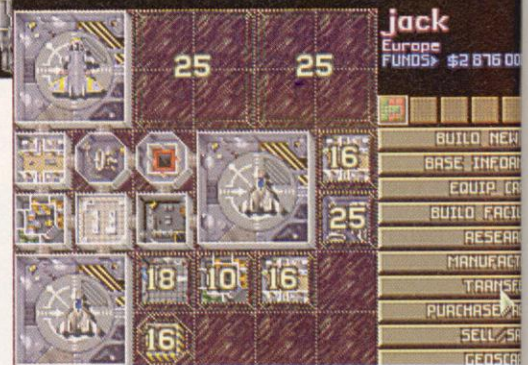 jack
Europe
FUNDS> $2 876 00
25 25
16
25
18 10 16
16
BUILD NEW
BASE INFOR
EQUIP CR
BUILD FACIL
RESEAR
MANUFACT
TRANSF
PURCHASE
SELL/SA
GEOSCA